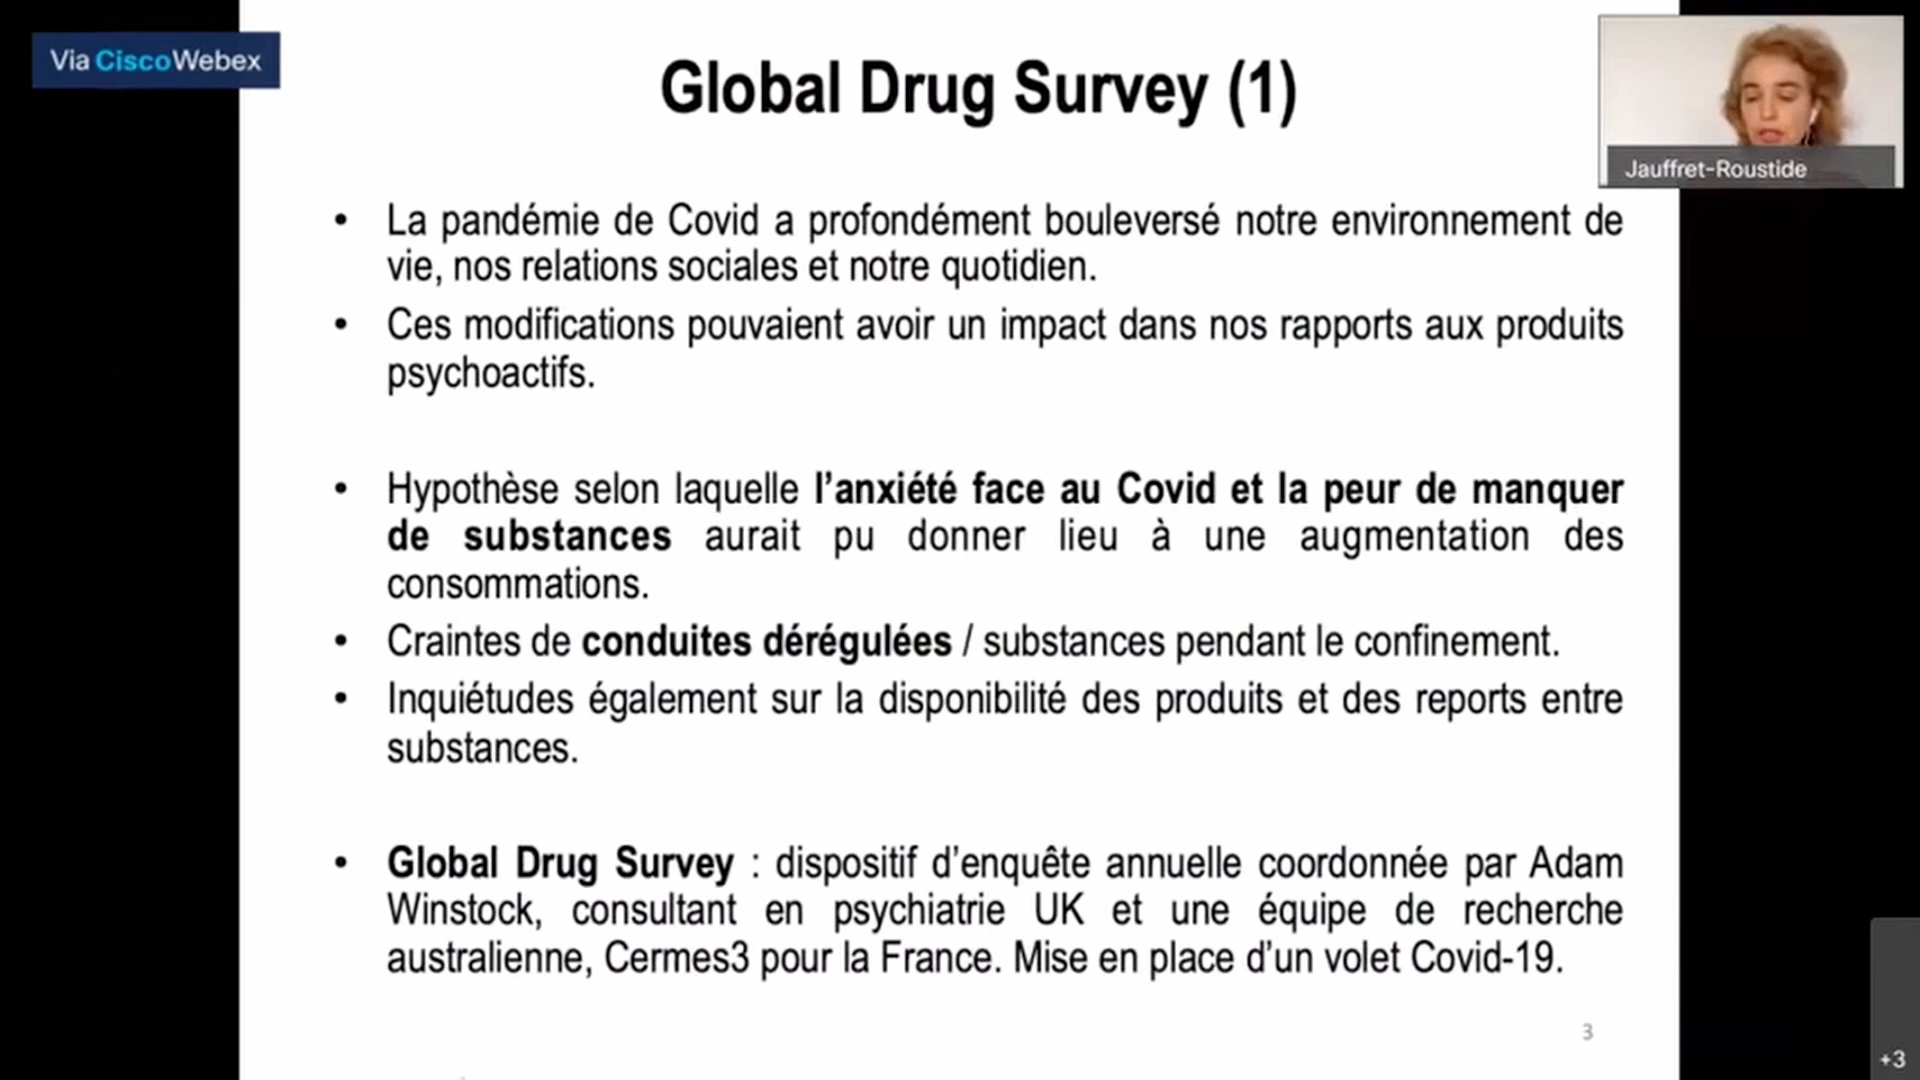 Via CiscoWebex
Global Drug Survey (1)
Jauffret-Roustide
• La pandémie de Covid a profondément bouleversé notre environnement de
vie, nos relations sociales et notre quotidien.
• Ces modifications pouvaient avoir un impact dans nos rapports aux produits
psychoactifs.
• Hypothèse selon laquelle l’anxiété face au Covid et la peur de manquer
de substances aurait pu donner lieu à une augmentation des
consommations.
• Craintes de conduites dérégulées / substances pendant le confinement.
• Inquiétudes également sur la disponibilité des produits et des reports entre
substances.
• Global Drug Survey : dispositif d’enquête annuelle coordonnée par Adam
Winstock, consultant en psychiatrie UK et une équipe de recherche
australienne, Cermes3 pour la France. Mise en place d’un volet Covid-19.
3
+3